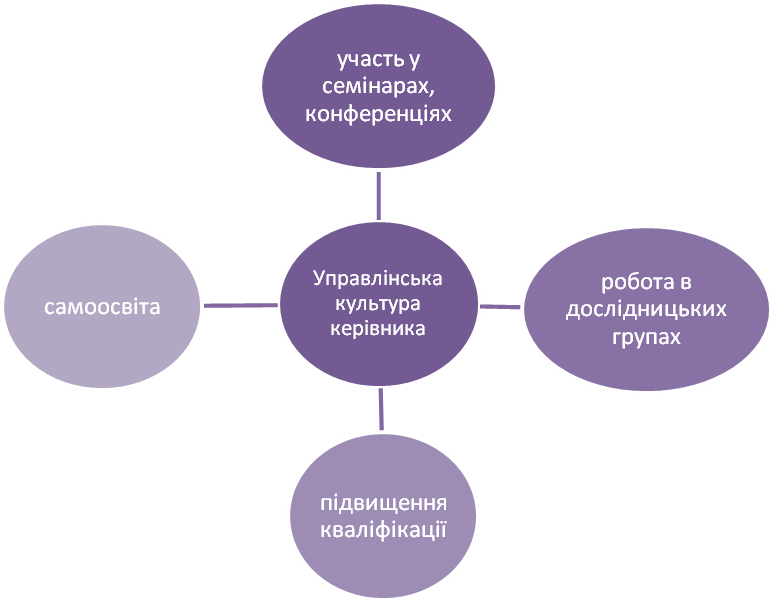 участь у
семінарах,
конференціях
самоосвіта
Управлінська
культура
керівника
робота в
дослідницьких
групах
підвищення
кваліфікації